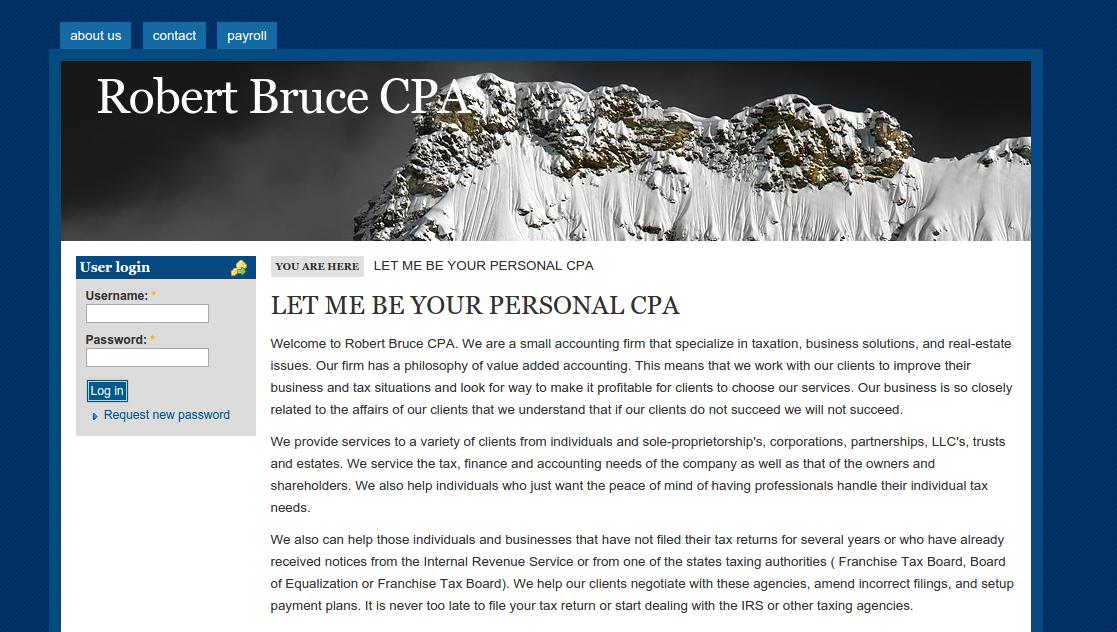 about us
contact
payroll
Robert Bruce CPA
User login
Username: *
Password: *
Log in
Request new password
YOU ARE HERE
LET ME BE YOUR PERSONAL CPA
LET ME BE YOUR PERSONAL CPA
Welcome to Robert Bruce CPA. We are a small accounting firm that specialize in taxation, business solutions, and real-estate
issues. Our firm has a philosophy of value added accounting. This means that we work with our clients to improve their
business and tax situations and look for way to make it profitable for clients to choose our services. Our business is so closely
related to the affairs of our clients that we understand that if our clients do not succeed we will not succeed.
We provide services to a variety of clients from individuals and sole-proprietorship's, corporations, partnerships, LLC's, trusts
and estates. We service the tax, finance and accounting needs of the company as well as that of the owners and
shareholders. We also help individuals who just want the peace of mind of having professionals handle their individual tax
needs.
We also can help those individuals and businesses that have not filed their tax returns for several years or who have already
received notices from the Internal Revenue Service or from one of the states taxing authorities ( Franchise Tax Board, Board
of Equalization or Franchise Tax Board). We help our clients negotiate with these agencies, amend incorrect filings, and setup
payment plans. It is never too late to file your tax return or start dealing with the IRS or other taxing agencies.